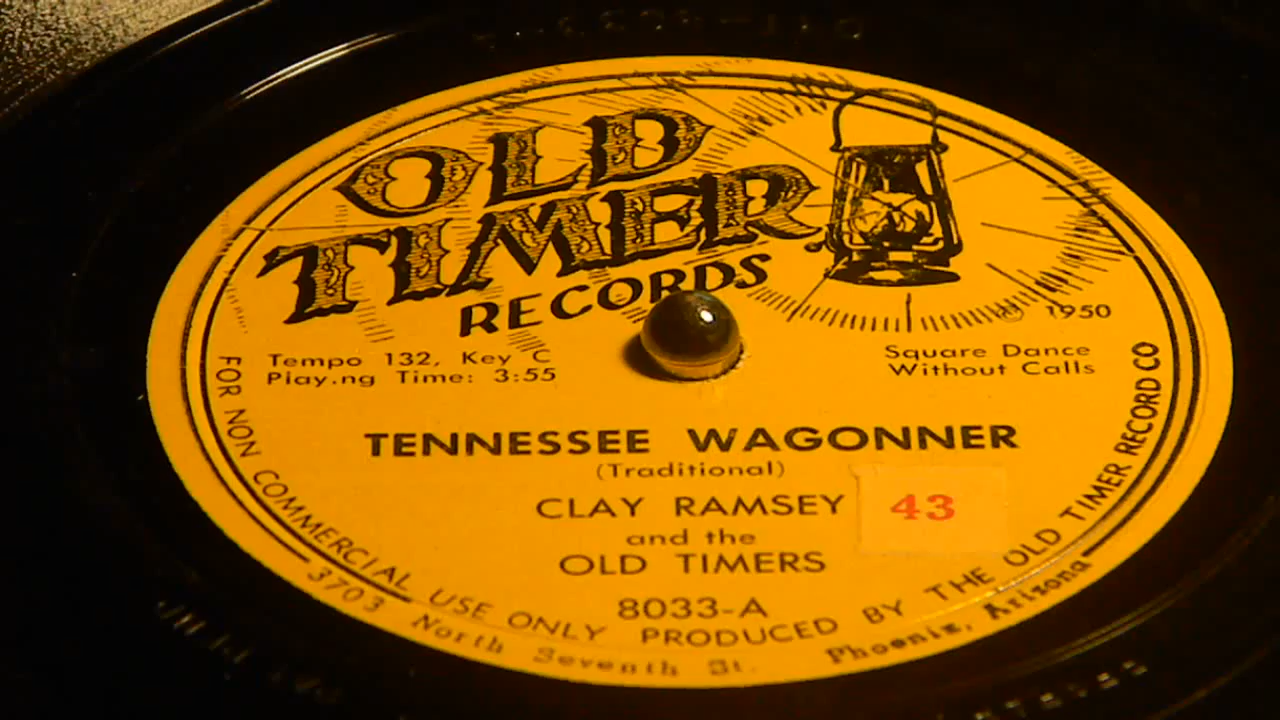 OLD
TIMER
RECORDS
© 1950
Tempo 132, Key C
Play.ng Time: 3:55
Square Dance
Without Calls
TENNESSEE WAGONNER
(Traditional)
CLAY RAMSEY
43
and the
OLD TIMERS
8033-A
FOR NON COMMERCIAL USE ONLY PRODUCED BY THE OLD TIMER RECORD CO
3703 North Seventh St. Phoenix, Arizona